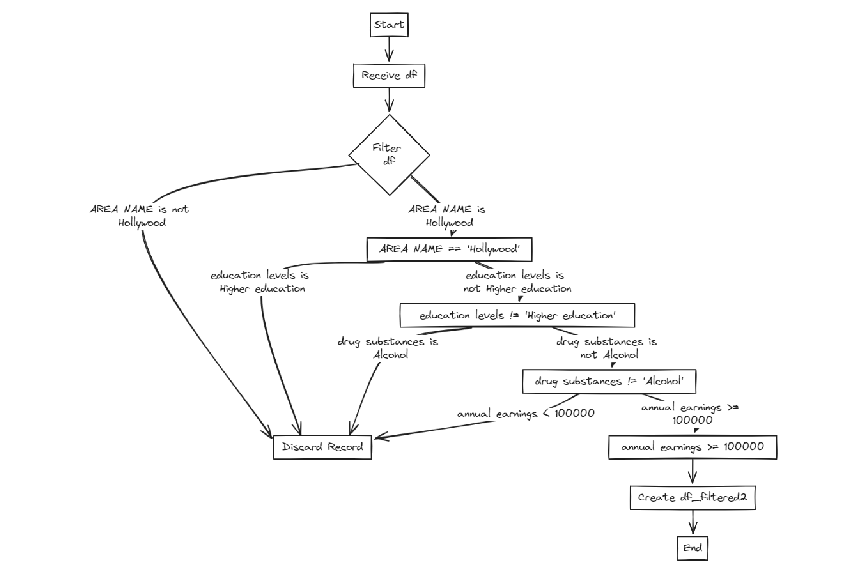 Start
Receive df
Filter
df
AREA NAME is not
Hollywood
AREA NAME is
Hollywood
AREA NAME == 'Hollywood'
education levels is
Higher education
education levels is
not Higher education
education levels != 'Higher education'
drug substances is
Alcohol
drug substances is
not Alcohol
drug substances != 'Alcohol'
annual earnings < 100000
annual earnings >=
100000
Discard Record
annual earnings >= 100000
Create df_filtered2
End